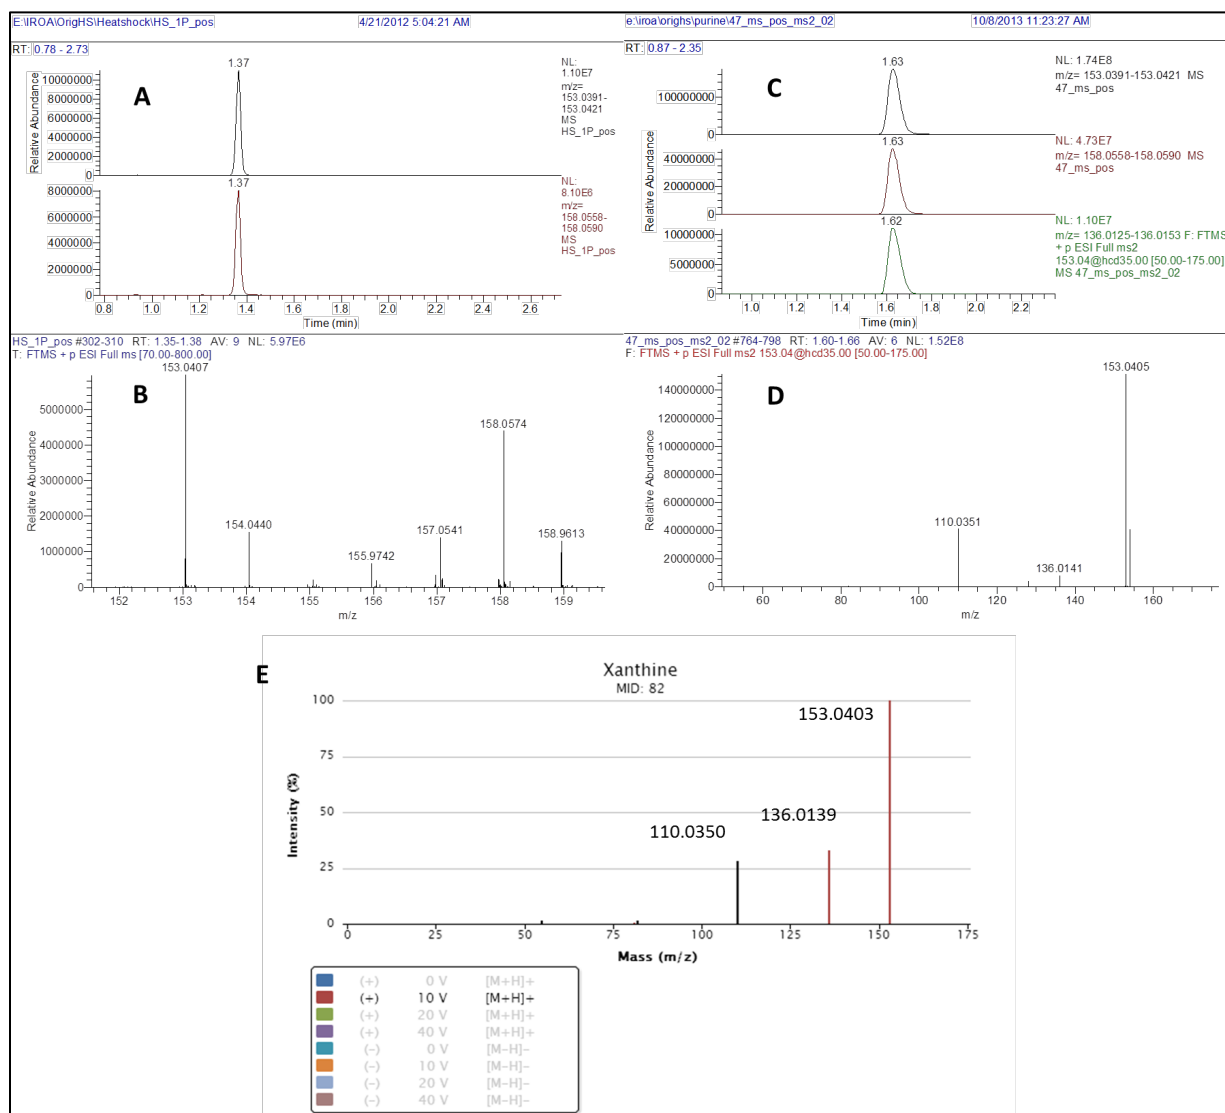 E:\IROA\OrigHS\Heatshock\HS_1P_pos 4/21/2012 5:04:21 AM
RT: 0.78 - 2.73
A
1.37
Relative Abundance
10000000
8000000
6000000
4000000
2000000
0
NL:
1.10E7
m/z=
153.0391-
153.0421
MS
HS_1P_pos
1.37
8000000
6000000
4000000
2000000
0
NL:
8.10E6
m/z=
158.0558-
158.0590
MS
HS_1P_pos
0.8 1.0 1.2 1.4 1.6 1.8 2.0 2.2 2.4 2.6
Time (min)
e:\iroa\orighs\purine\47_ms_pos_ms2_02 10/8/2013 11:23:27 AM
RT: 0.87 - 2.35
C
1.63
100000000
0
NL: 1.74E8
m/z= 153.0391-153.0421 MS
47_ms_pos
1.63
Relative Abundance
40000000
20000000
0
NL: 4.73E7
m/z= 158.0558-158.0590 MS
47_ms_pos
1.62
10000000
5000000
0
NL: 1.10E7
m/z= 136.0125-136.0153 F: FTMS
+ p ESI Full ms2
153.04@hcd35.00 [50.00-175.00]
MS 47_ms_pos_ms2_02
1.0 1.2 1.4 1.6 1.8 2.0 2.2
Time (min)
HS_1P_pos #302-310 RT: 1.35-1.38 AV: 9 NL: 5.97E6
T: FTMS + p ESI Full ms [70.00-800.00]
B
153.0407
158.0574
154.0440
157.0541
158.9613
155.9742
Relative Abundance
5000000
4000000
3000000
2000000
1000000
0
152 153 154 155 156 157 158 159
m/z
47_ms_pos_ms2_02 #764-798 RT: 1.60-1.66 AV: 6 NL: 1.52E8
F: FTMS + p ESI Full ms2 153.04@hcd35.00 [50.00-175.00]
D
153.0405
110.0351
136.0141
Relative Abundance
140000000
120000000
100000000
80000000
60000000
40000000
20000000
0
60 80 100 120 140 160
m/z
E
Xanthine
MID: 82
153.0403
136.0139
110.0350
Intensity (%)
100
75
50
25
0
0 25 50 75 100 125 150 175
Mass (m/z)
(+) 0 V [M+H]+
(+) 10 V [M+H]+
(+) 20 V [M+H]+
(+) 40 V [M+H]+
(-) 0 V [M-H]-
(-) 10 V [M-H]-
(-) 20 V [M-H]-
(-) 40 V [M-H]-